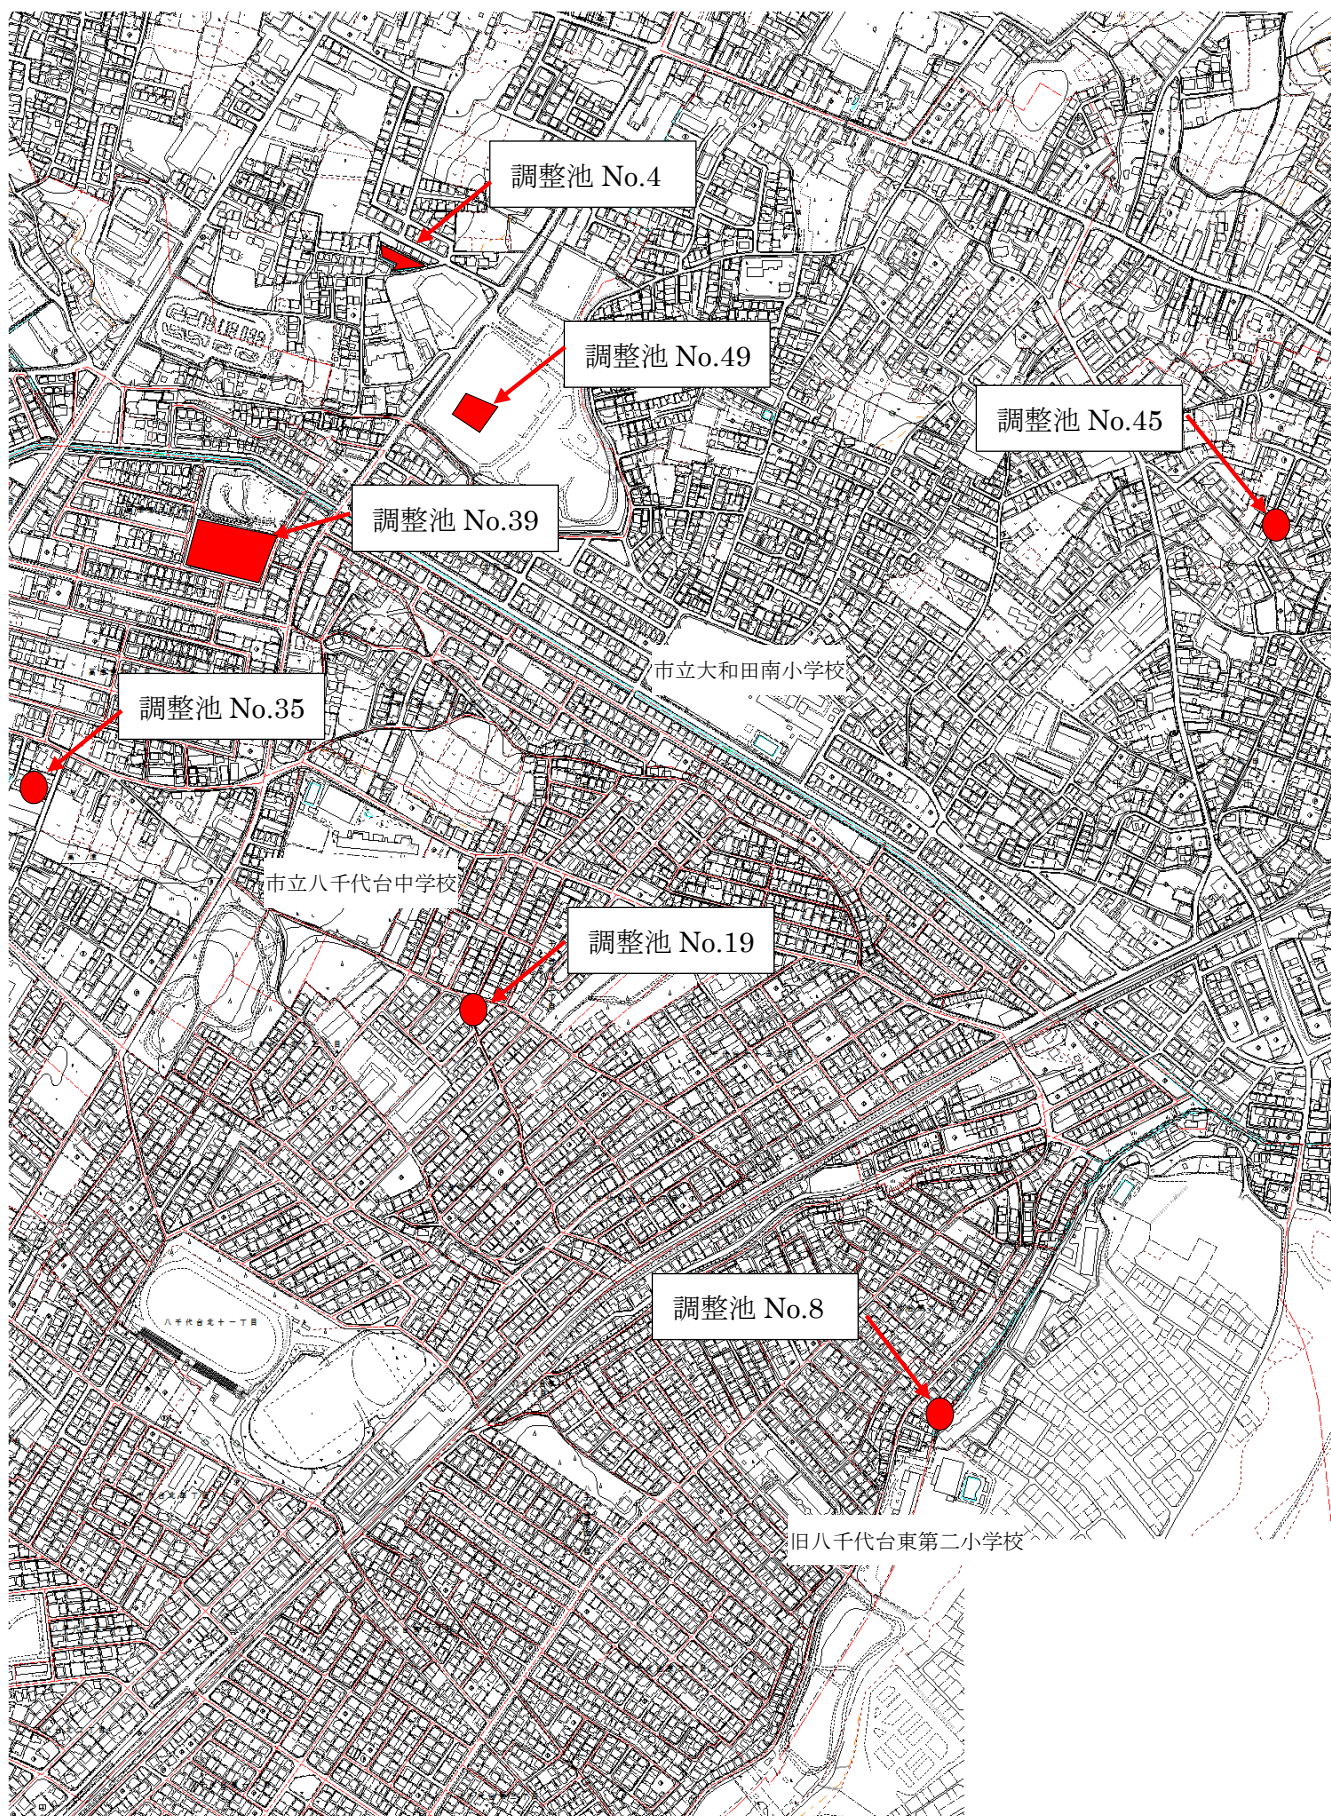 調整池 No.4
調整池 No.49
調整池 No.45
調整池 No.39
市立大和田南小学校
調整池 No.35
市立八千代台中学校
調整池 No.19
調整池 No.8
八千代台北十一丁目
旧八千代台東第二小学校